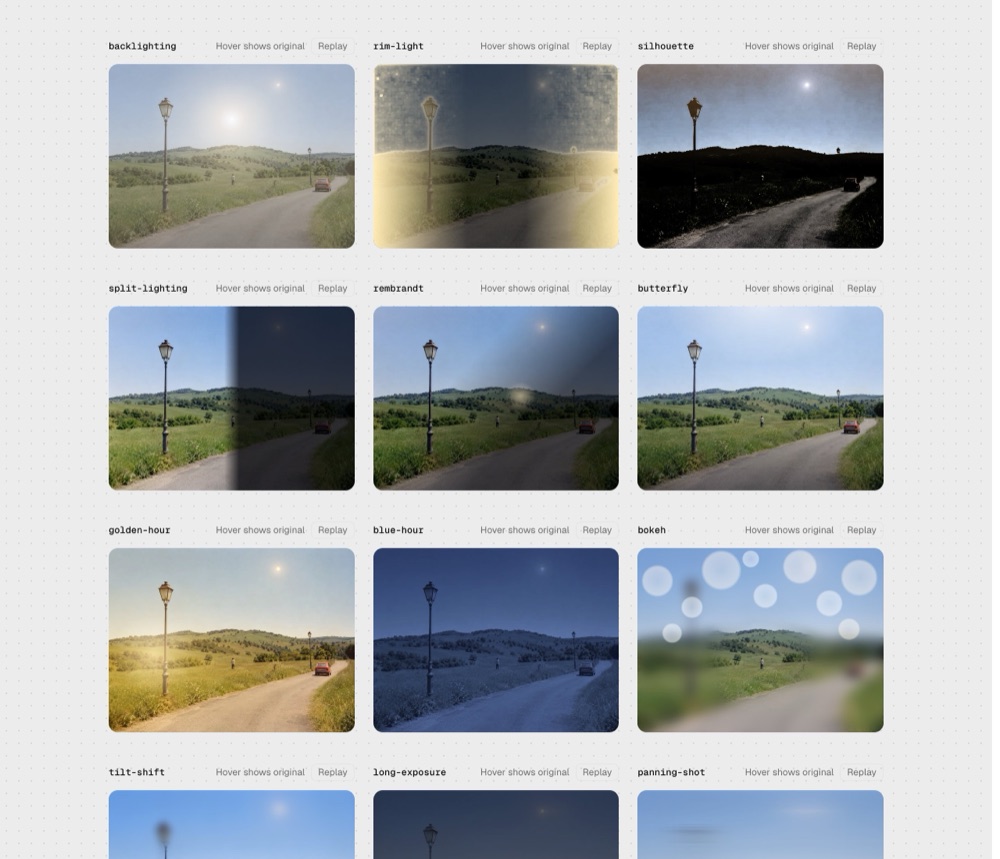 backlighting Hover shows original Replay
rim-light Hover shows original Replay
silhouette Hover shows original Replay
split-lighting Hover shows original Replay
rembrandt Hover shows original Replay
butterfly Hover shows original Replay
golden-hour Hover shows original Replay
blue-hour Hover shows original Replay
bokeh Hover shows original Replay
tilt-shift Hover shows original Replay
long-exposure Hover shows original Replay
panning-shot Hover shows original Replay